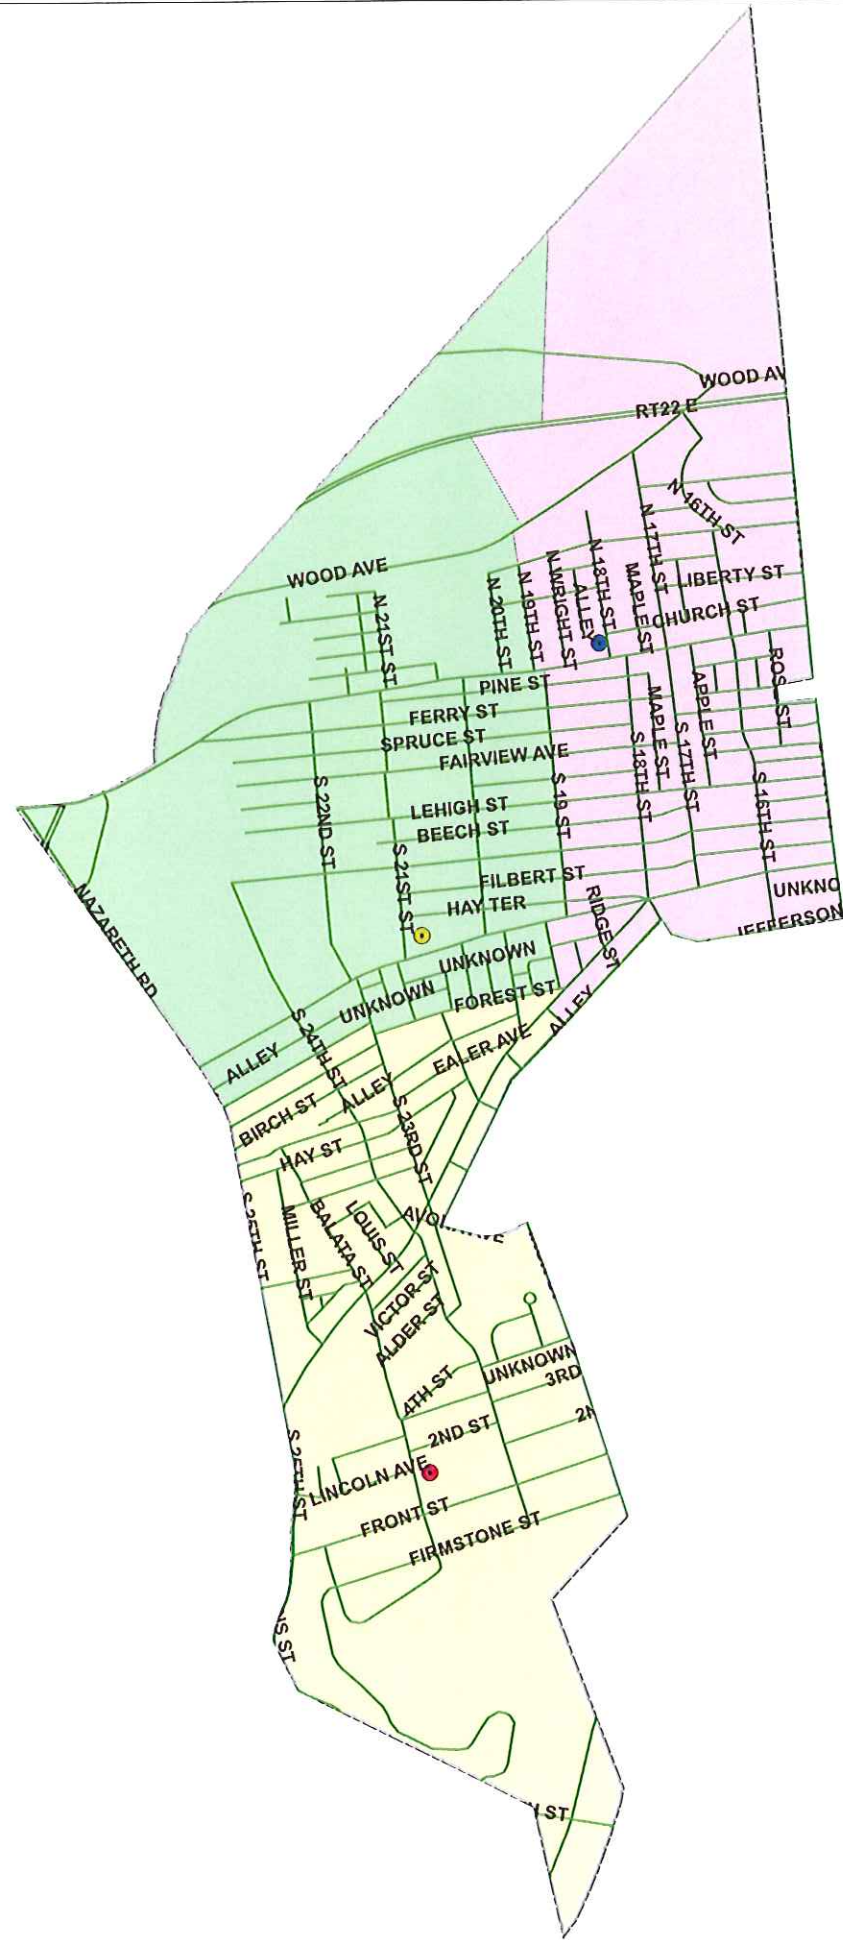 WOOD AV
RT22 E
N 16TH ST
WOOD AVE
N 17TH ST
LIBERTY ST
N 18TH ST
MAPLE ST
CHURCH ST
ALLEY
N WRIGHT ST
N 19TH ST
N 20TH ST
N 21ST ST
PINE ST
FERRY ST
SPRUCE ST
FAIRVIEW AVE
MAPLE ST
APPLE ST
S 17TH ST
S 18TH ST
S 19 ST
S 16TH ST
S 22ND ST
LEHIGH ST
BEECH ST
S 21ST ST
FILBERT ST
HAY TER
RIDGE ST
UNKNO
JEFFERSON
NAZARETH RD
UNKNOWN
UNKNOWN
FOREST ST
ALLEY
S 24TH ST
ALLEY
EALER AVE
ALLEY
BIRCH ST
S 23RD ST
HAY ST
S 25TH ST
MILLER ST
BALATA ST
LOUIS ST
VICTOR ST
ALDER ST
UNKNOWN
4TH ST
3RD
2ND ST
LINCOLN AVE
S 25TH ST
FRONT ST
FIRMSTONE ST